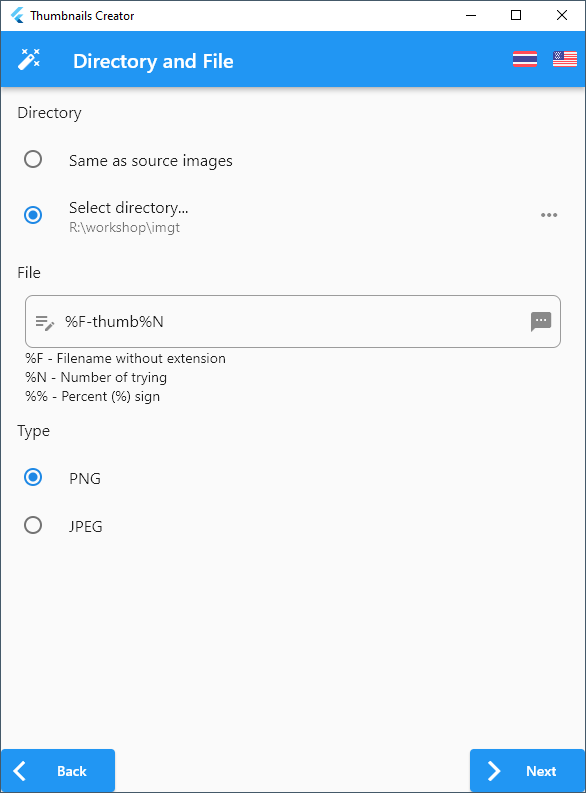 Thumbnails Creator
Directory and File
Directory
Same as source images
Select directory...
R:\workshop\imgt
File
%F-thumb%N
%F - Filename without extension
%N - Number of trying
%% - Percent (%) sign
Type
PNG
JPEG
Back
Next